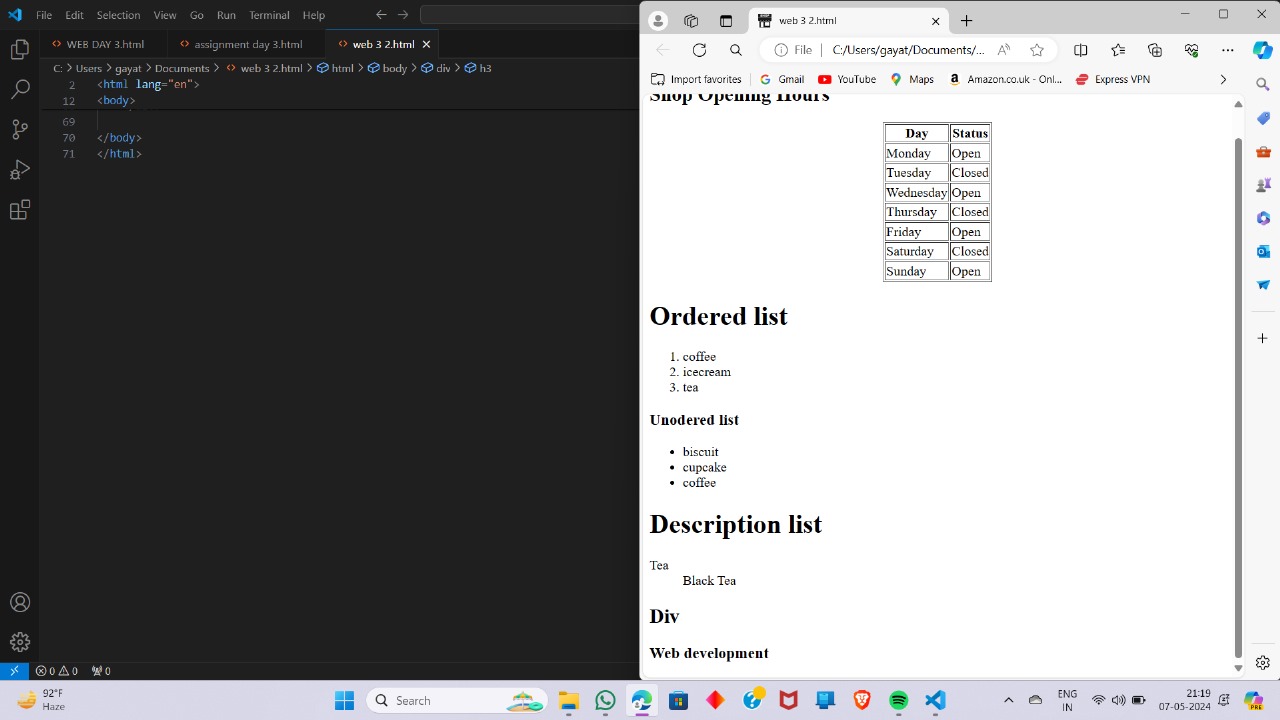 File Edit Selection View Go Run Terminal Help
WEB DAY 3.html assignment day 3.html web 3 2.html
C: > Users > gayat > Documents > web 3 2.html > html > body > div > h3
2 <html lang="en">
12 <body>
69
70 </body>
71 </html>
0 0 0
web 3 2.html
File C:/Users/gayat/Documents/...
Import favorites Gmail YouTube Maps Amazon.co.uk - Onl... Express VPN
Shop Opening Hours
Day Status
Monday Open
Tuesday Closed
Wednesday Open
Thursday Closed
Friday Open
Saturday Closed
Sunday Open
Ordered list
1. coffee
2. icecream
3. tea
Unodered list
• biscuit
• cupcake
• coffee
Description list
Tea
Black Tea
Div
Web development
92°F
Haze
Search
ENG
IN
21:19
07-05-2024
PRE